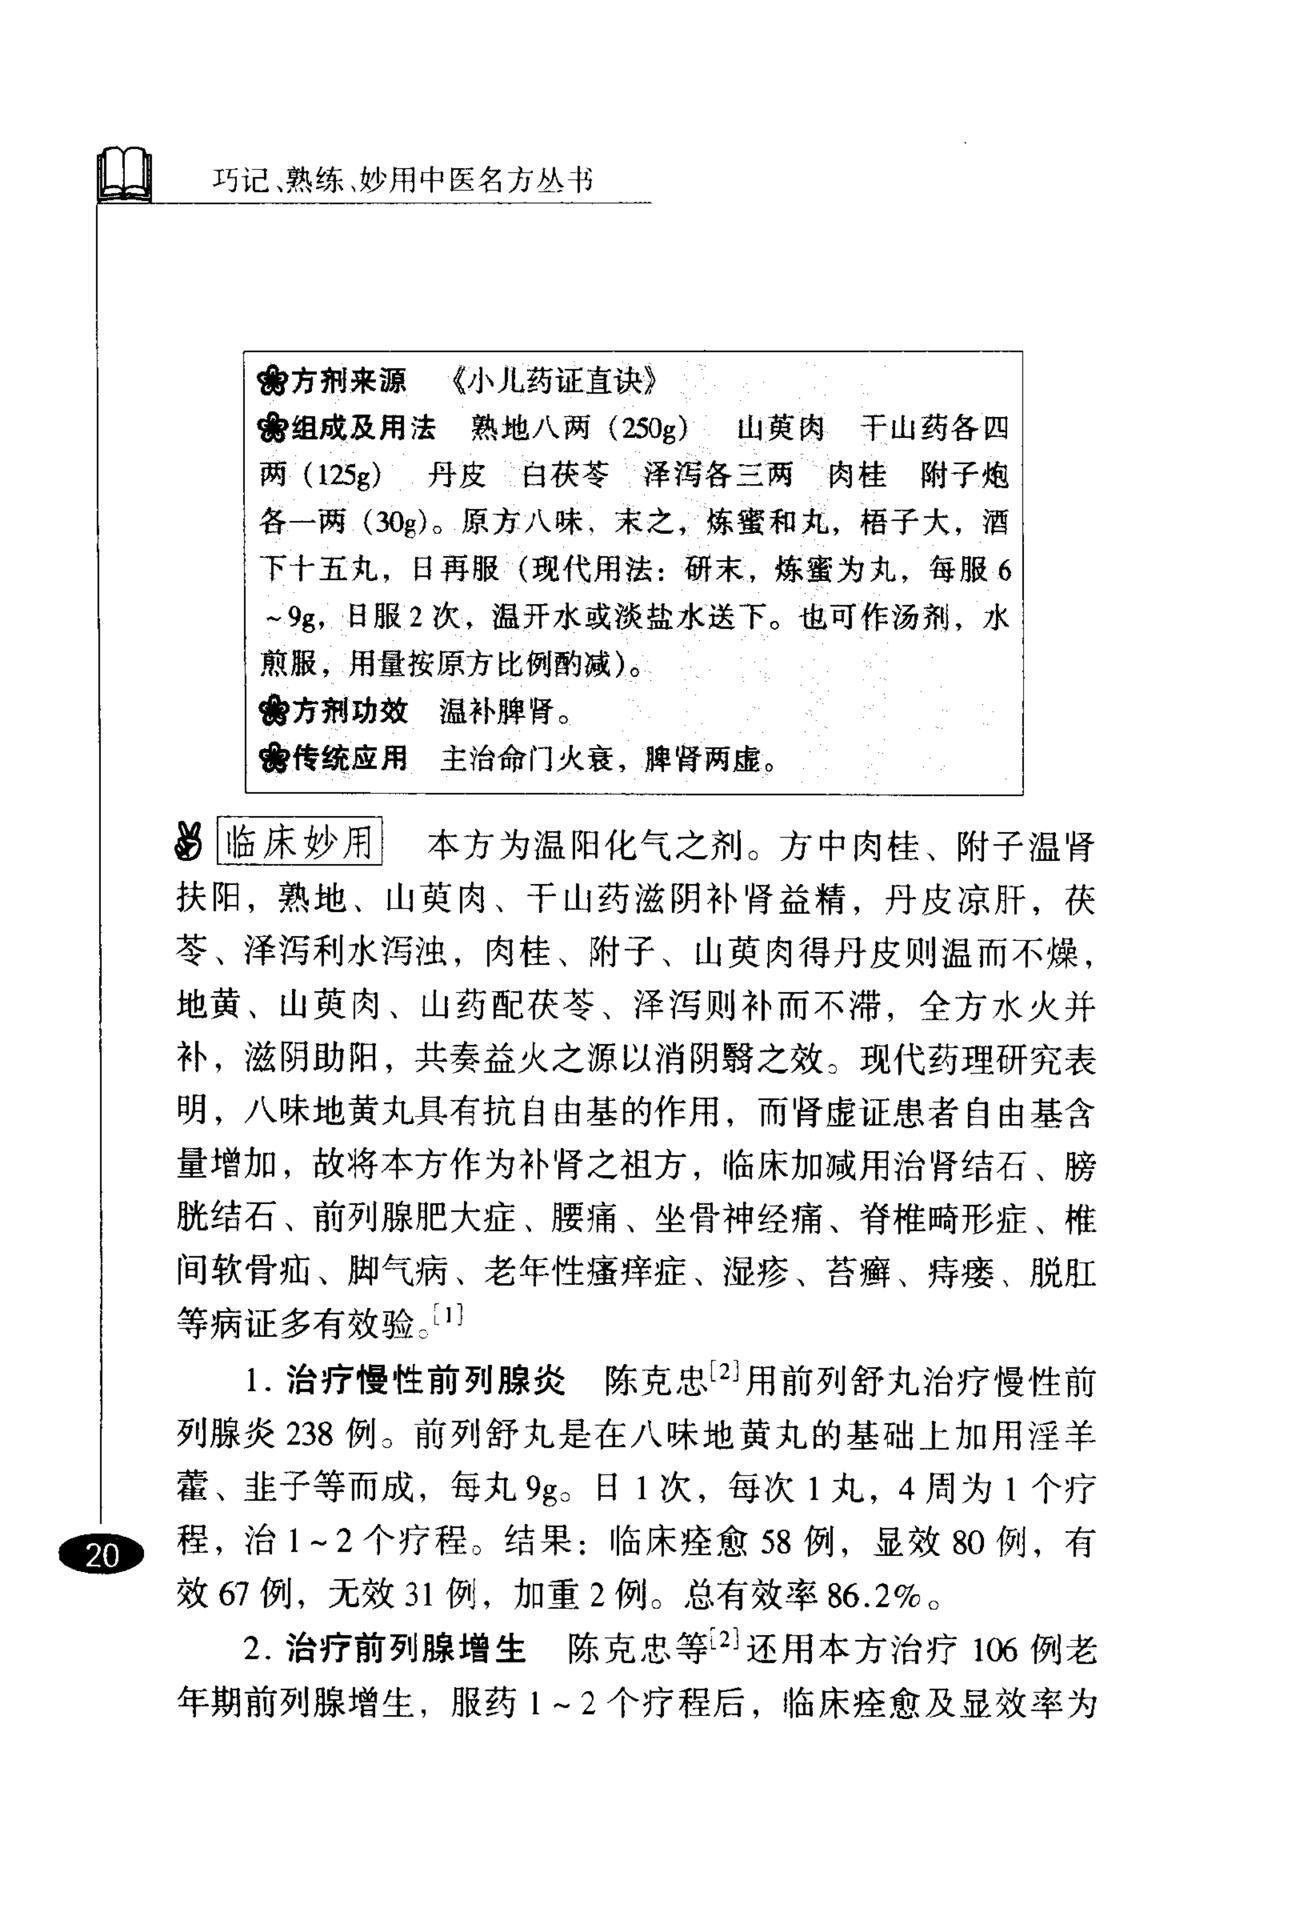 巧记、熟练、妙用中医名方丛书
方剂来源 《小儿药证直诀》
组成及用法 熟地八两(250g) 山萸肉 干山药各四
两(125g) 丹皮 白茯苓 泽泻各三两 肉桂 附子炮
各一两(30g)。原方八味，末之，炼蜜和丸，梧子大，酒
下十五丸，日再服(现代用法：研末，炼蜜为丸，每服6
~9g，日服2次，温开水或淡盐水送下。也可作汤剂，水
煎服，用量按原方比例酌减)。
方剂功效 温补脾肾。
传统应用 主治命门火衰，脾肾两虚。
临床妙用 本方为温阳化气之剂。方中肉桂、附子温肾
扶阳，熟地、山萸肉、干山药滋阴补肾益精，丹皮凉肝，茯
苓、泽泻利水泻浊，肉桂、附子、山萸肉得丹皮则温而不燥，
地黄、山萸肉、山药配茯苓、泽泻则补而不滞，全方水火并
补，滋阴助阳，共奏益火之源以消阴翳之效。现代药理研究表
明，八味地黄丸具有抗自由基的作用，而肾虚证患者自由基含
量增加，故将本方作为补肾之祖方，临床加减用治肾结石、膀
胱结石、前列腺肥大症、腰痛、坐骨神经痛、脊椎畸形症、椎
间软骨疝、脚气病、老年性瘙痒症、湿疹、苔癣、痔瘘、脱肛
等病证多有效验。[1]
1. 治疗慢性前列腺炎 陈克忠[2]用前列舒丸治疗慢性前
列腺炎238例。前列舒丸是在八味地黄丸的基础上加用淫羊
藿、韭子等而成，每丸9g。日1次，每次1丸，4周为1个疗
程，治1~2个疗程。结果：临床痊愈58例，显效80例，有
效67例，无效31例，加重2例。总有效率86.2%。
2. 治疗前列腺增生 陈克忠等[2]还用本方治疗106例老
年期前列腺增生，服药1~2个疗程后，临床痊愈及显效率为
20